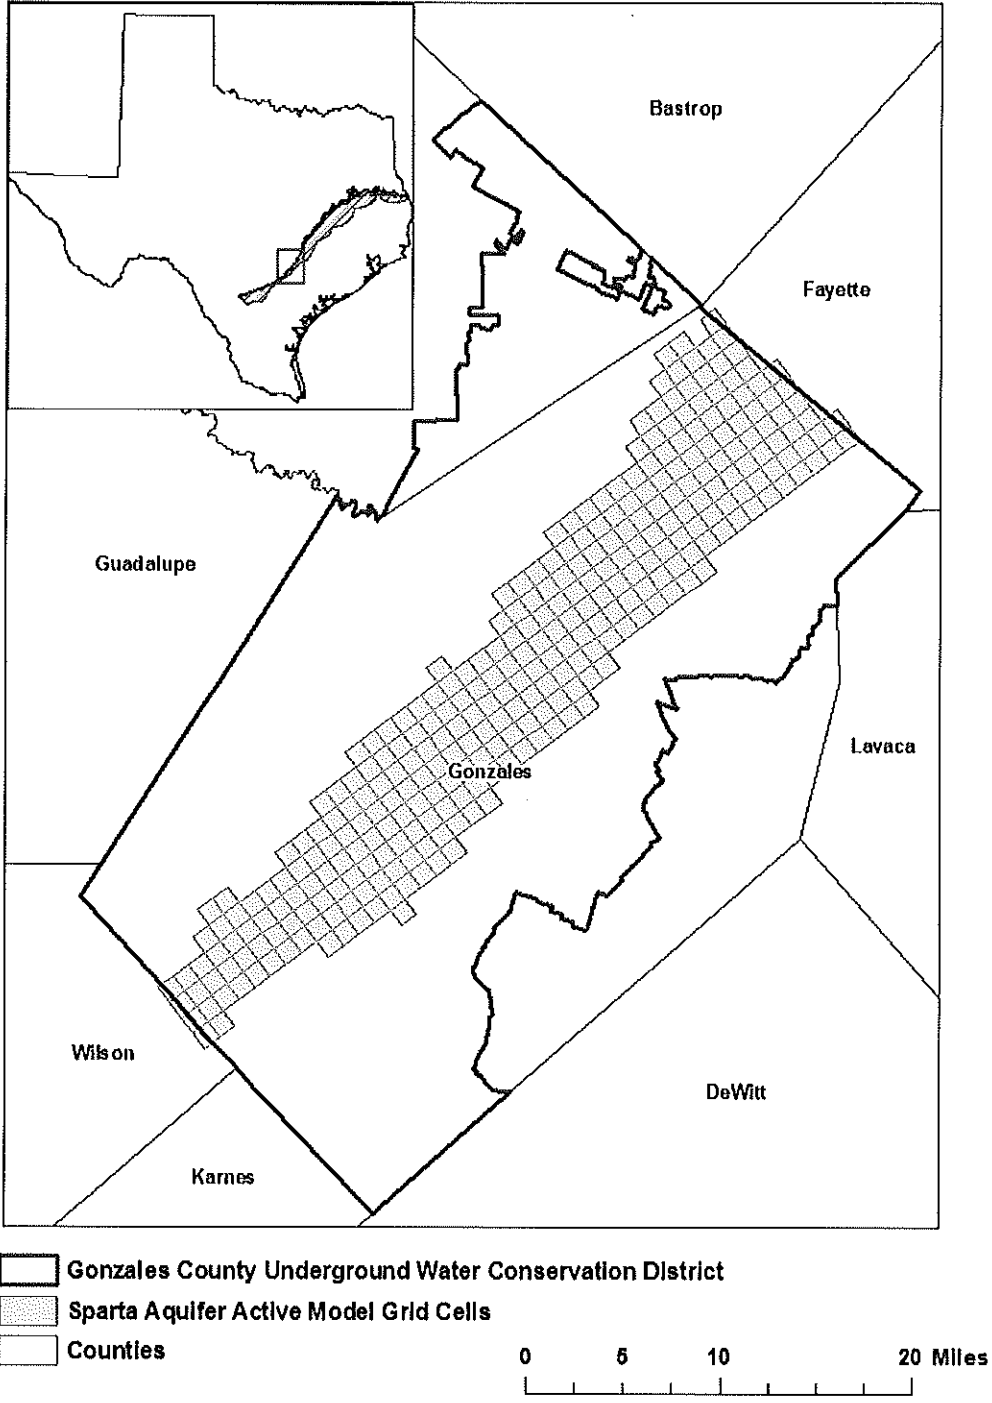 Bastrop
Fayette
Guadalupe
Lavaca
Gonzales
Wilson
DeWitt
Karnes
Gonzales County Underground Water Conservation District
Sparta Aquifer Active Model Grid Cells
Counties
0 5 10 20 Miles